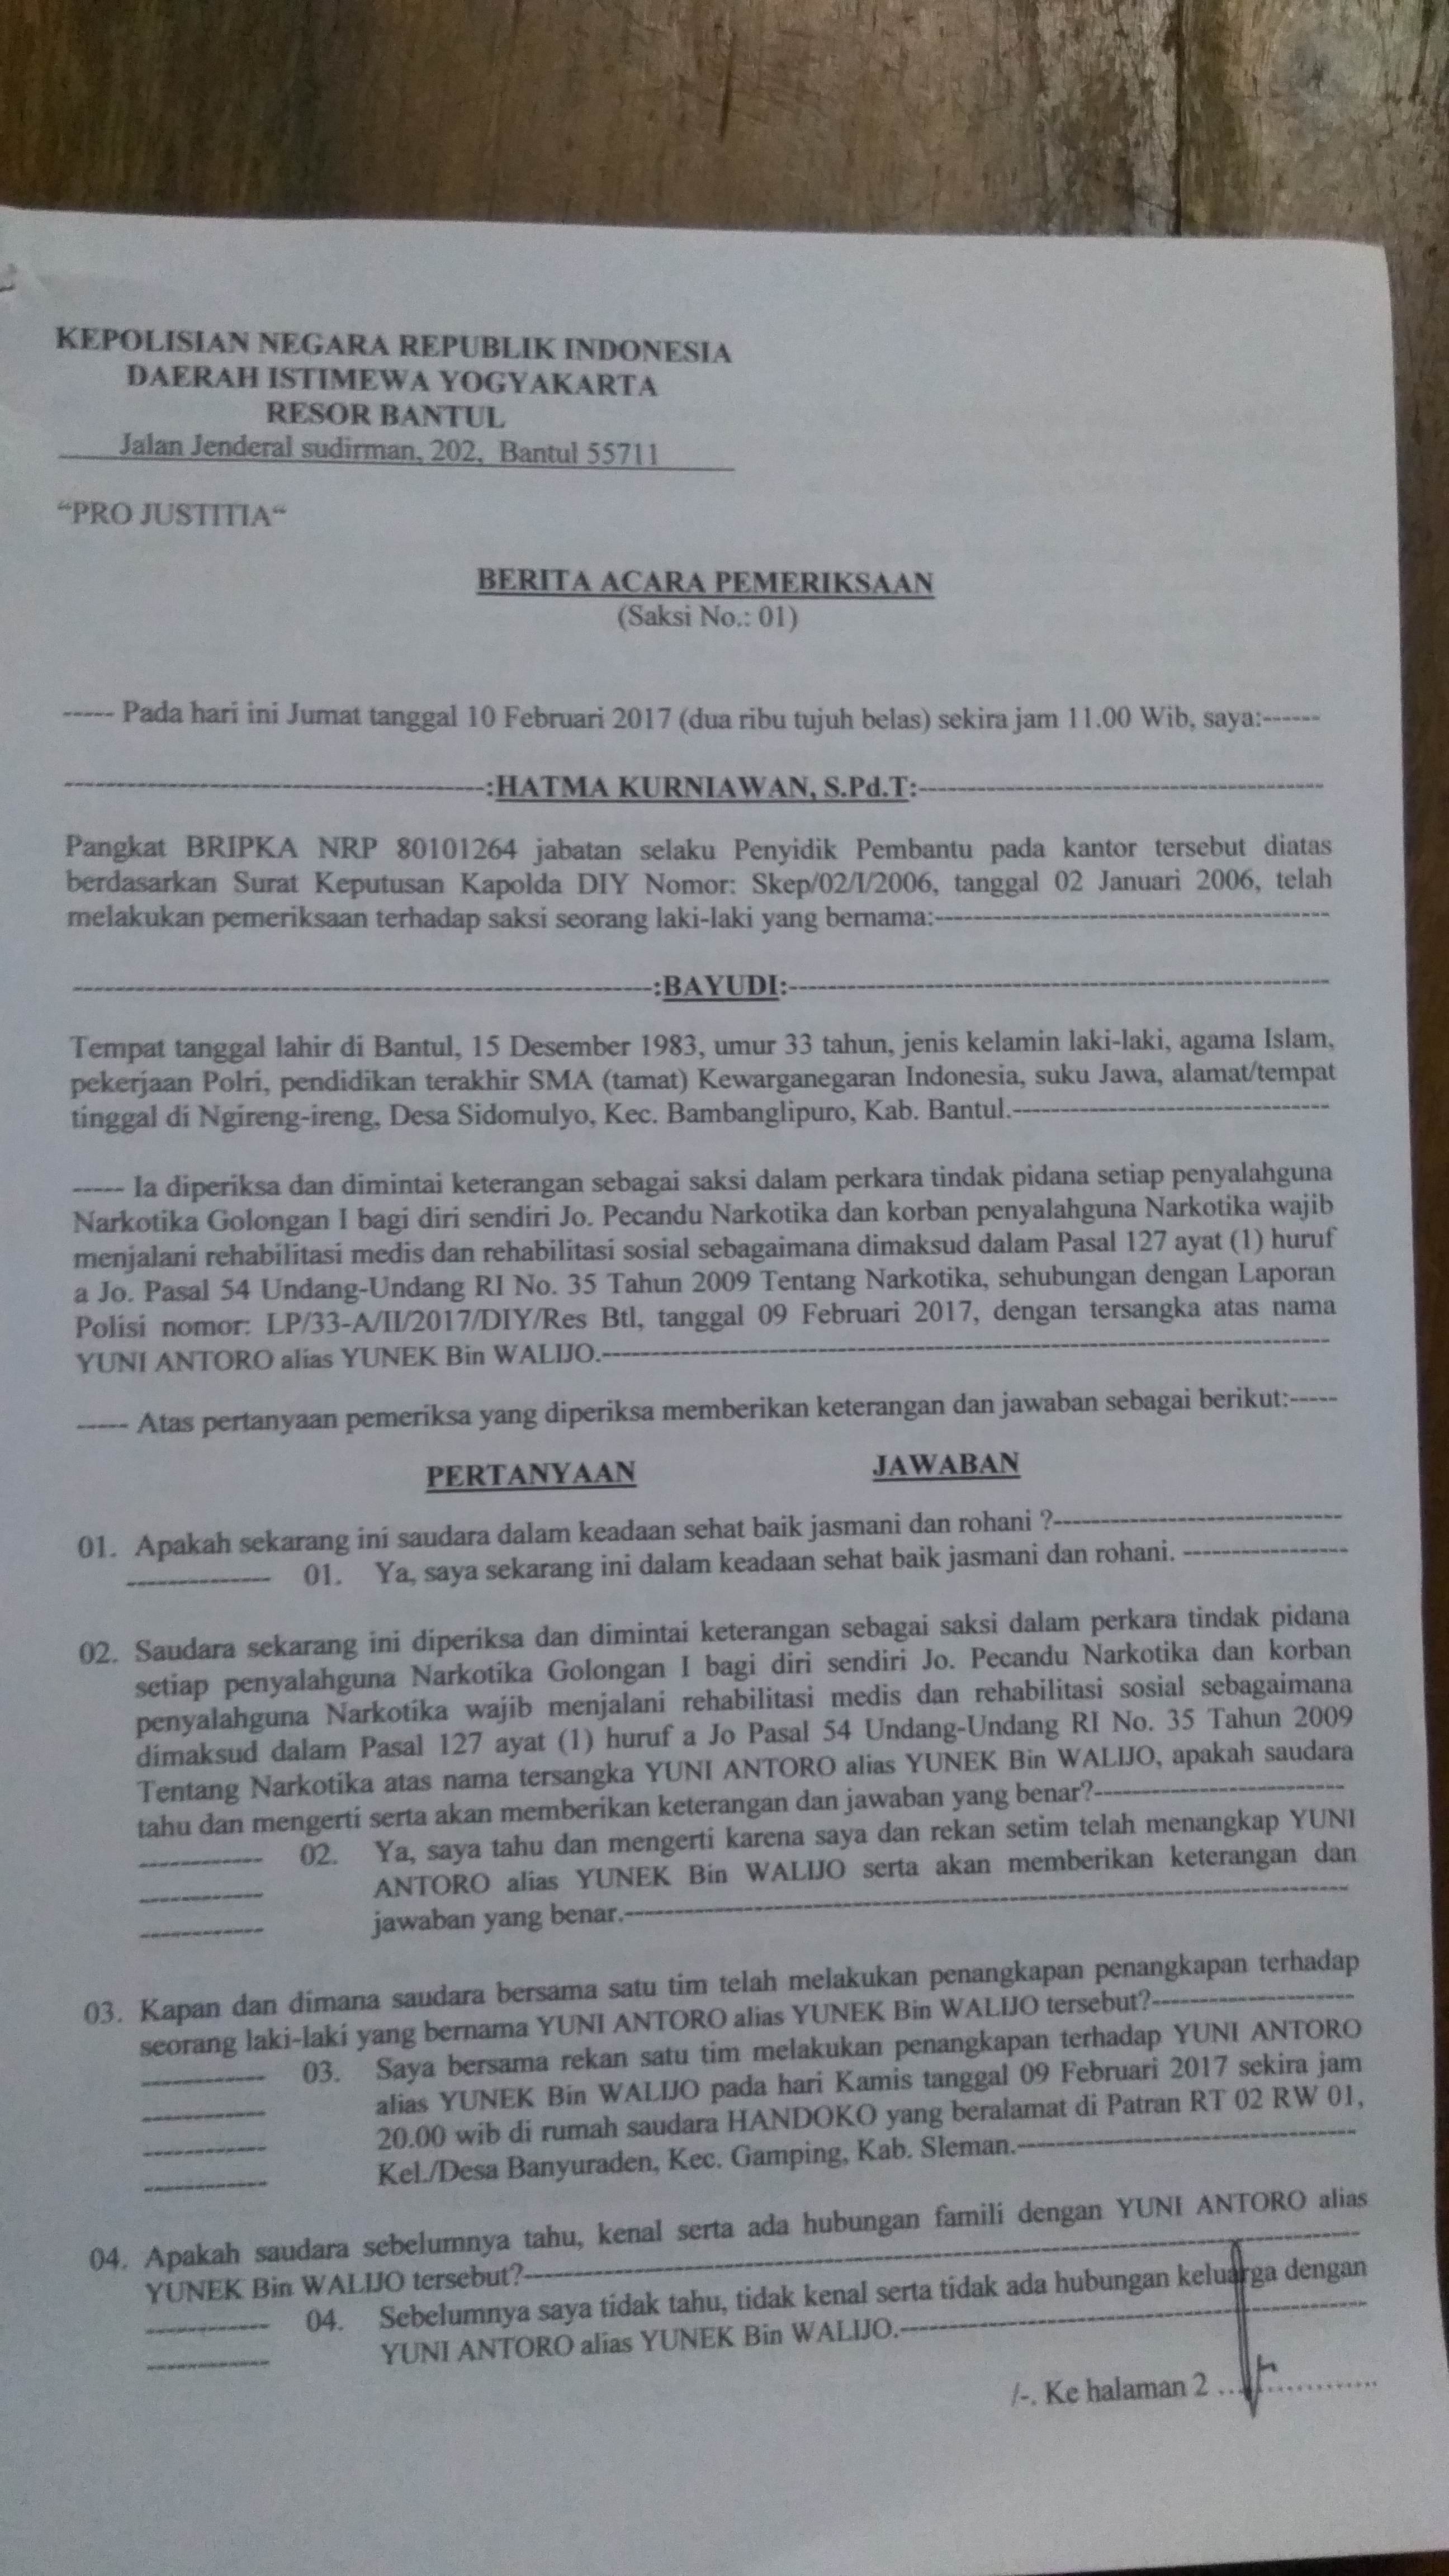 KEPOLISIAN NEGARA REPUBLIK INDONESIA
DAERAH ISTIMEWA YOGYAKARTA
RESOR BANTUL
Jalan Jenderal sudirman, 202, Bantul 55711
“PRO JUSTITIA“
BERITA ACARA PEMERIKSAAN
(Saksi No.: 01)
----- Pada hari ini Jumat tanggal 10 Februari 2017 (dua ribu tujuh belas) sekira jam 11.00 Wib, saya:------
----------------------------------------:HATMA KURNIAWAN, S.Pd.T:----------------------------------------
Pangkat BRIPKA NRP 80101264 jabatan selaku Penyidik Pembantu pada kantor tersebut diatas
berdasarkan Surat Keputusan Kapolda DIY Nomor: Skep/02/I/2006, tanggal 02 Januari 2006, telah
melakukan pemeriksaan terhadap saksi seorang laki-laki yang bernama:----------------------------------------
--------------------------------------------------------:BAYUDI:--------------------------------------------------------
Tempat tanggal lahir di Bantul, 15 Desember 1983, umur 33 tahun, jenis kelamin laki-laki, agama Islam,
pekerjaan Polri, pendidikan terakhir SMA (tamat) Kewarganegaran Indonesia, suku Jawa, alamat/tempat
tinggal di Ngireng-ireng, Desa Sidomulyo, Kec. Bambanglipuro, Kab. Bantul.--------------------------------
----- Ia diperiksa dan dimintai keterangan sebagai saksi dalam perkara tindak pidana setiap penyalahguna
Narkotika Golongan I bagi diri sendiri Jo. Pecandu Narkotika dan korban penyalahguna Narkotika wajib
menjalani rehabilitasi medis dan rehabilitasi sosial sebagaimana dimaksud dalam Pasal 127 ayat (1) huruf
a Jo. Pasal 54 Undang-Undang RI No. 35 Tahun 2009 Tentang Narkotika, sehubungan dengan Laporan
Polisi nomor: LP/33-A/II/2017/DIY/Res Btl, tanggal 09 Februari 2017, dengan tersangka atas nama
YUNI ANTORO alias YUNEK Bin WALIJO.------------------------------------------------------------------------
----- Atas pertanyaan pemeriksa yang diperiksa memberikan keterangan dan jawaban sebagai berikut:-----
PERTANYAAN JAWABAN
01. Apakah sekarang ini saudara dalam keadaan sehat baik jasmani dan rohani ?-----------------------------
-------------- 01. Ya, saya sekarang ini dalam keadaan sehat baik jasmani dan rohani. -----------------
02. Saudara sekarang ini diperiksa dan dimintai keterangan sebagai saksi dalam perkara tindak pidana
setiap penyalahguna Narkotika Golongan I bagi diri sendiri Jo. Pecandu Narkotika dan korban
penyalahguna Narkotika wajib menjalani rehabilitasi medis dan rehabilitasi sosial sebagaimana
dimaksud dalam Pasal 127 ayat (1) huruf a Jo Pasal 54 Undang-Undang RI No. 35 Tahun 2009
Tentang Narkotika atas nama tersangka YUNI ANTORO alias YUNEK Bin WALIJO, apakah saudara
tahu dan mengerti serta akan memberikan keterangan dan jawaban yang benar?-------------------------
------------ 02. Ya, saya tahu dan mengerti karena saya dan rekan setim telah menangkap YUNI
------------ ANTORO alias YUNEK Bin WALIJO serta akan memberikan keterangan dan
------------ jawaban yang benar.------------------------------------------------------------------------
03. Kapan dan dimana saudara bersama satu tim telah melakukan penangkapan penangkapan terhadap
seorang laki-laki yang bernama YUNI ANTORO alias YUNEK Bin WALIJO tersebut?--------------------
------------ 03. Saya bersama rekan satu tim melakukan penangkapan terhadap YUNI ANTORO
------------ alias YUNEK Bin WALIJO pada hari Kamis tanggal 09 Februari 2017 sekira jam
------------ 20.00 wib di rumah saudara HANDOKO yang beralamat di Patran RT 02 RW 01,
------------ Kel./Desa Banyuraden, Kec. Gamping, Kab. Sleman.----------------------------------
04. Apakah saudara sebelumnya tahu, kenal serta ada hubungan famili dengan YUNI ANTORO alias
YUNEK Bin WALIJO tersebut?--------------------------------------------------------------------------------
------------ 04. Sebelumnya saya tidak tahu, tidak kenal serta tidak ada hubungan keluarga dengan
------------ YUNI ANTORO alias YUNEK Bin WALIJO.----------------------------------------------
/-. Ke halaman 2 ..................